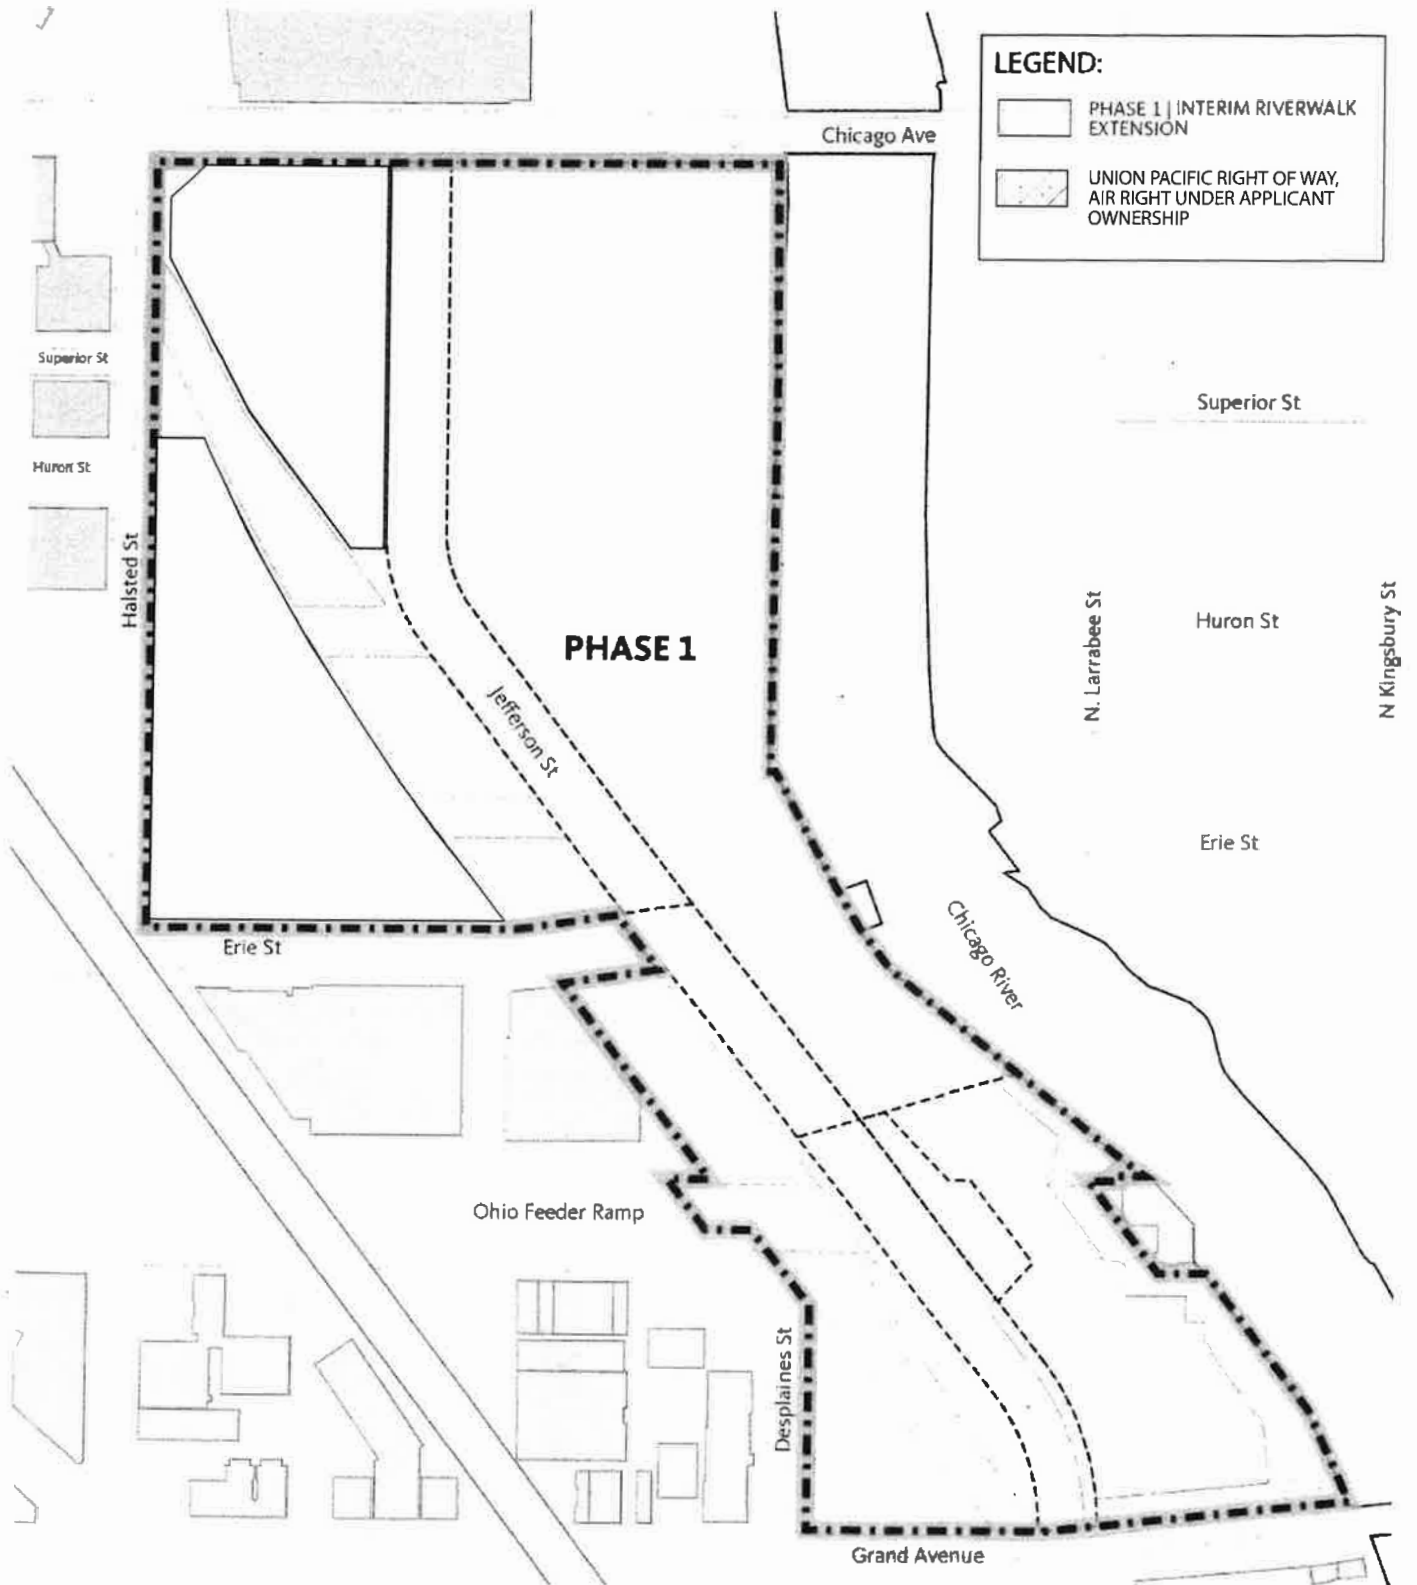 LEGEND:
PHASE 1 | INTERIM RIVERWALK
EXTENSION
UNION PACIFIC RIGHT OF WAY,
AIR RIGHT UNDER APPLICANT
OWNERSHIP
Chicago Ave
Superior St
Huron St
Halsted St
Superior St
Huron St
N. Larrabee St
N Kingsbury St
PHASE 1
Jefferson St
Erie St
Chicago River
Erie St
Ohio Feeder Ramp
Desplaines St
Grand Avenue